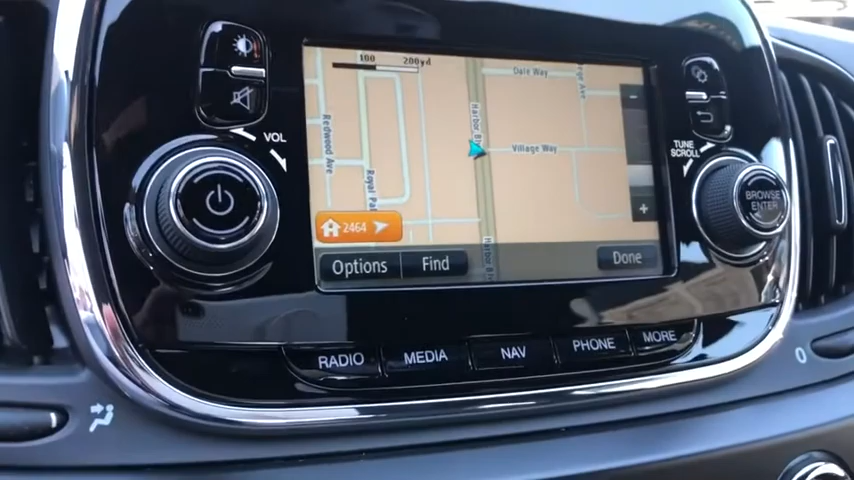 100 200yd
Dale Way
VOL
Harbor Bl
Redwood Ave
Village Way
TUNE
SCROLL
BROWSE
ENTER
Royal Pa
2464
Options
Find
Harbor Bl
Done
RADIO
MEDIA
NAV
PHONE
MORE